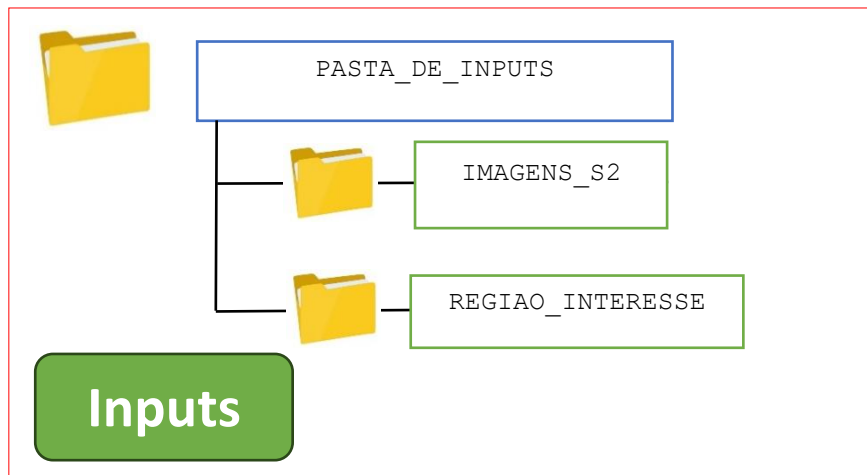 PASTA_DE_INPUTS
IMAGENS_S2
REGIAO_INTERESSE
Inputs